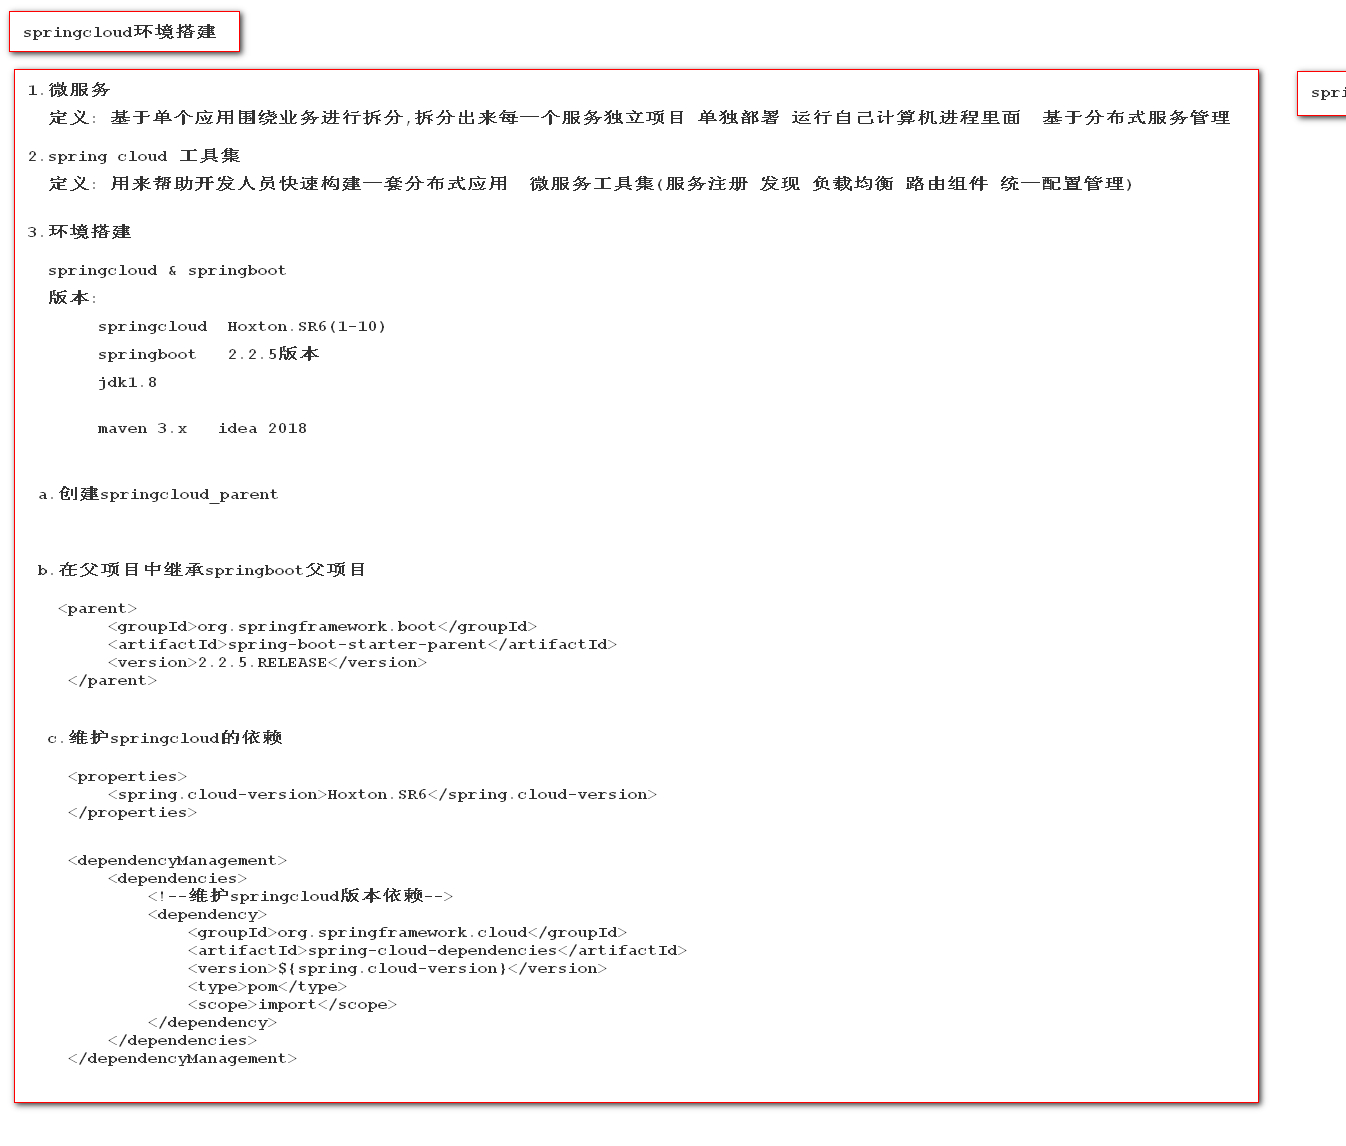 springcloud环境搭建
1.微服务
定义: 基于单个应用围绕业务进行拆分,拆分出来每一个服务独立项目 单独部署 运行自己计算机进程里面  基于分布式服务管理
2.spring cloud 工具集
定义: 用来帮助开发人员快速构建一套分布式应用  微服务工具集(服务注册 发现 负载均衡 路由组件 统一配置管理)
3.环境搭建
springcloud & springboot
版本:
springcloud  Hoxton.SR6(1-10)
springboot   2.2.5版本
jdk1.8
maven 3.x   idea 2018
a.创建springcloud_parent
b.在父项目中继承springboot父项目
<parent>
<groupId>org.springframework.boot</groupId>
<artifactId>spring-boot-starter-parent</artifactId>
<version>2.2.5.RELEASE</version>
</parent>
c.维护springcloud的依赖
<properties>
<spring.cloud-version>Hoxton.SR6</spring.cloud-version>
</properties>
<dependencyManagement>
<dependencies>
<!--维护springcloud版本依赖-->
<dependency>
<groupId>org.springframework.cloud</groupId>
<artifactId>spring-cloud-dependencies</artifactId>
<version>${spring.cloud-version}</version>
<type>pom</type>
<scope>import</scope>
</dependency>
</dependencies>
</dependencyManagement>